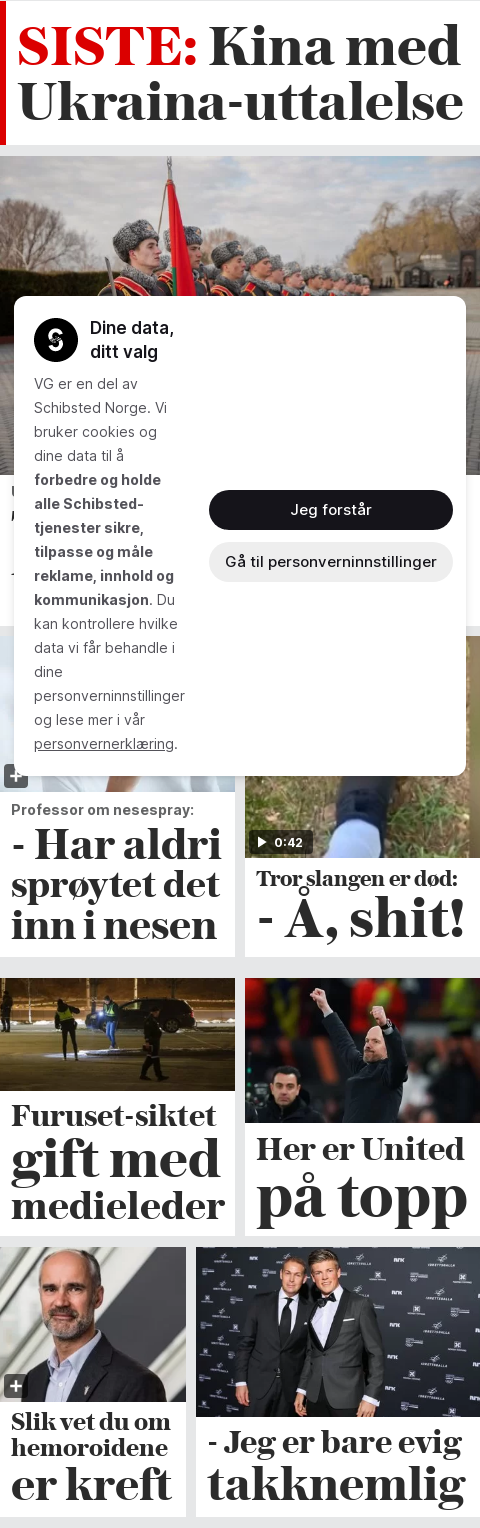 SISTE: Kina med
Ukraina-uttalelse
Dine data,
ditt valg
VG er en del av
Schibsted Norge. Vi
bruker cookies og
dine data til å
forbedre og holde
alle Schibsted-
tjenester sikre,
tilpasse og måle
reklame, innhold og
kommunikasjon. Du
kan kontrollere hvilke
data vi får behandle i
dine
personverninnstillinger
og lese mer i vår
personvernerklæring.
Jeg forstår
Gå til personverninnstillinger
Professor om nesespray:
- Har aldri
sprøytet det
inn i nesen
0:42
Tror slangen er død:
- Å, shit!
Furuset-siktet
gift med
medieleder
Her er United
på topp
Slik vet du om
hemoroidene
er kreft
- Jeg er bare evig
takknemlig